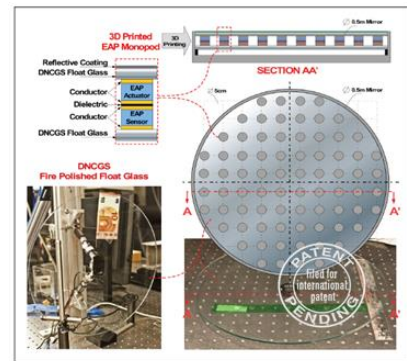 3D Printed
EAP Monopod
3D
Printing
Ø 0.5m Mirror
Reflective Coating
DNCGS Float Glass
SECTION AA'
Conductor
EAP
Actuator
Dielectric
Conductor
EAP
Sensor
DNCGS Float Glass
Ø 5cm
Ø 0.5m Mirror
DNCGS
Fire Polished Float Glass
A
A'
PATENT
filed for
international
patent
PENDING
10
A
A'